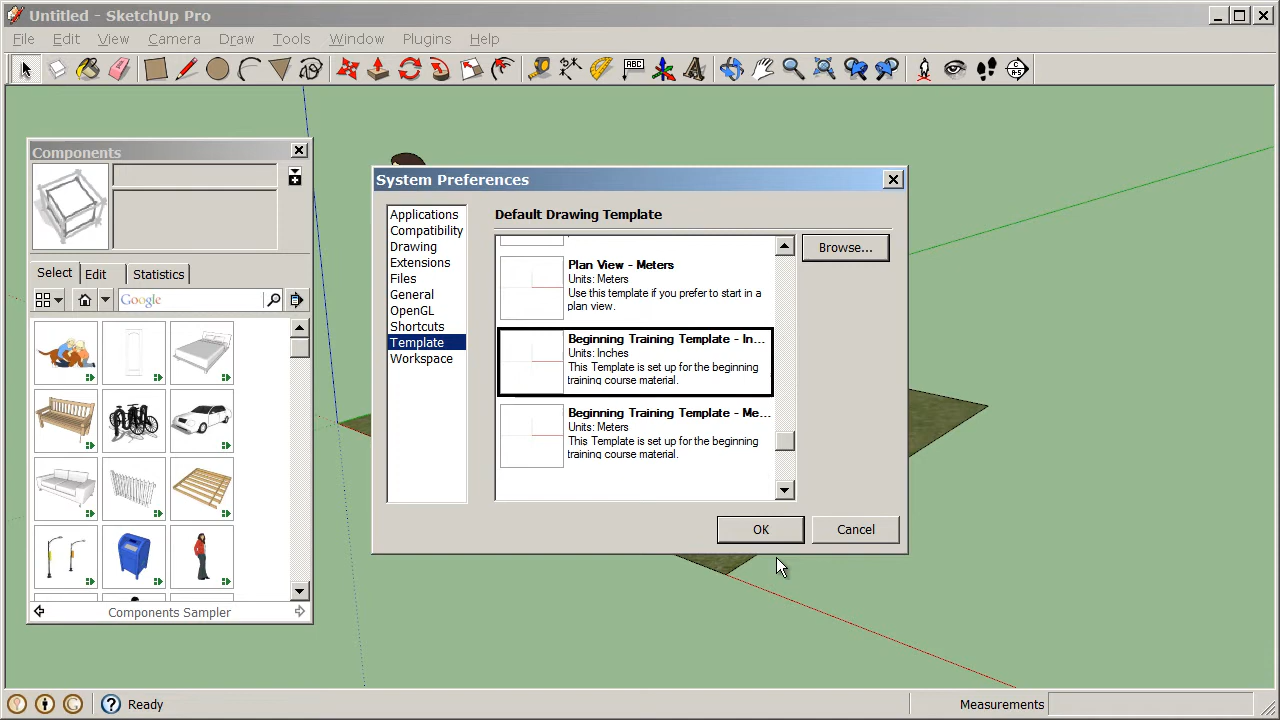 Untitled - SketchUp Pro
File Edit View Camera Draw Tools Window Plugins Help
ABC
A
C
A-5
Components
Select Edit Statistics
Google
Components Sampler
System Preferences
Applications
Compatibility
Drawing
Extensions
Files
General
OpenGL
Shortcuts
Template
Workspace
Default Drawing Template
Browse...
Plan View - Meters
Units: Meters
Use this template if you prefer to start in a
plan view.
Beginning Training Template - In...
Units: Inches
This Template is set up for the beginning
training course material.
Beginning Training Template - Me...
Units: Meters
This Template is set up for the beginning
training course material.
OK Cancel
? Ready Measurements